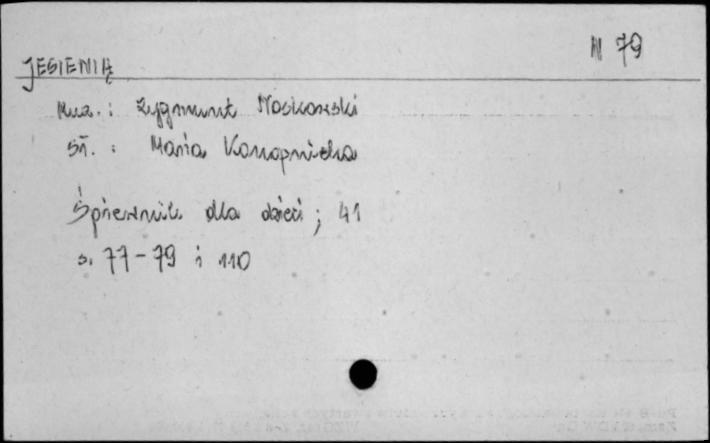 N 79
JESIENIĄ
Muz. : Zygmunt Noskowski
Sł. : Maria Konopnicka
Śpiewnik dla dzieci ; 41
s. 77-79 i 110